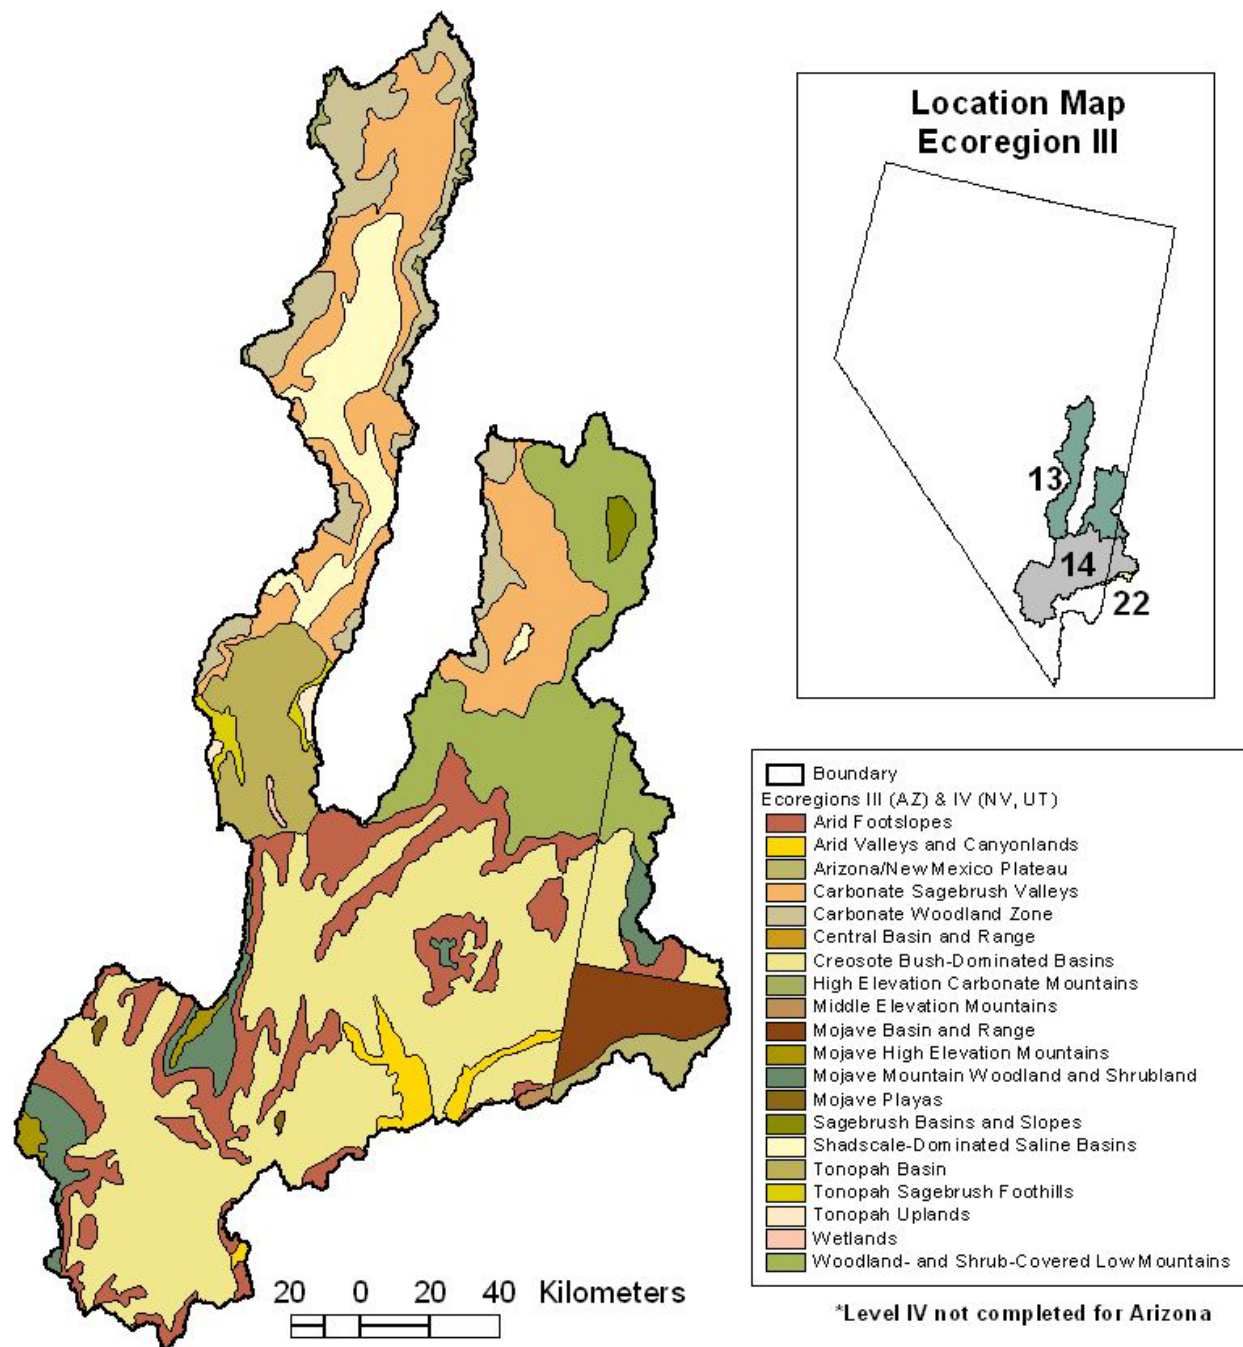 Location Map
Ecoregion III
13
14
22
Boundary
Ecoregions III (AZ) & IV (NV, UT)
Arid Footslopes
Arid Valleys and Canyonlands
Arizona/New Mexico Plateau
Carbonate Sagebrush Valleys
Carbonate Woodland Zone
Central Basin and Range
Creosote Bush-Dominated Basins
High Elevation Carbonate Mountains
Middle Elevation Mountains
Mojave Basin and Range
Mojave High Elevation Mountains
Mojave Mountain Woodland and Shrubland
Mojave Playas
Sagebrush Basins and Slopes
Shadscale-Dominated Saline Basins
Tonopah Basin
Tonopah Sagebrush Foothills
Tonopah Uplands
Wetlands
Woodland- and Shrub-Covered Low Mountains
20 0 20 40 Kilometers
*Level IV not completed for Arizona